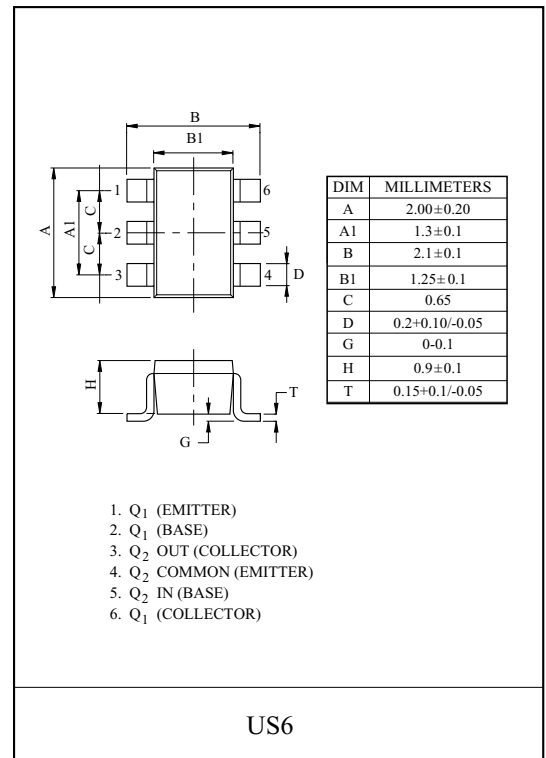 B
B1
1
6
A
A1
C
2
5
C
3
4
D
H
T
G
DIM MILLIMETERS
A 2.00±0.20
A1 1.3±0.1
B 2.1±0.1
B1 1.25±0.1
C 0.65
D 0.2+0.10/-0.05
G 0-0.1
H 0.9±0.1
T 0.15+0.1/-0.05
1. Q1 (EMITTER)
2. Q1 (BASE)
3. Q2 OUT (COLLECTOR)
4. Q2 COMMON (EMITTER)
5. Q2 IN (BASE)
6. Q1 (COLLECTOR)
US6